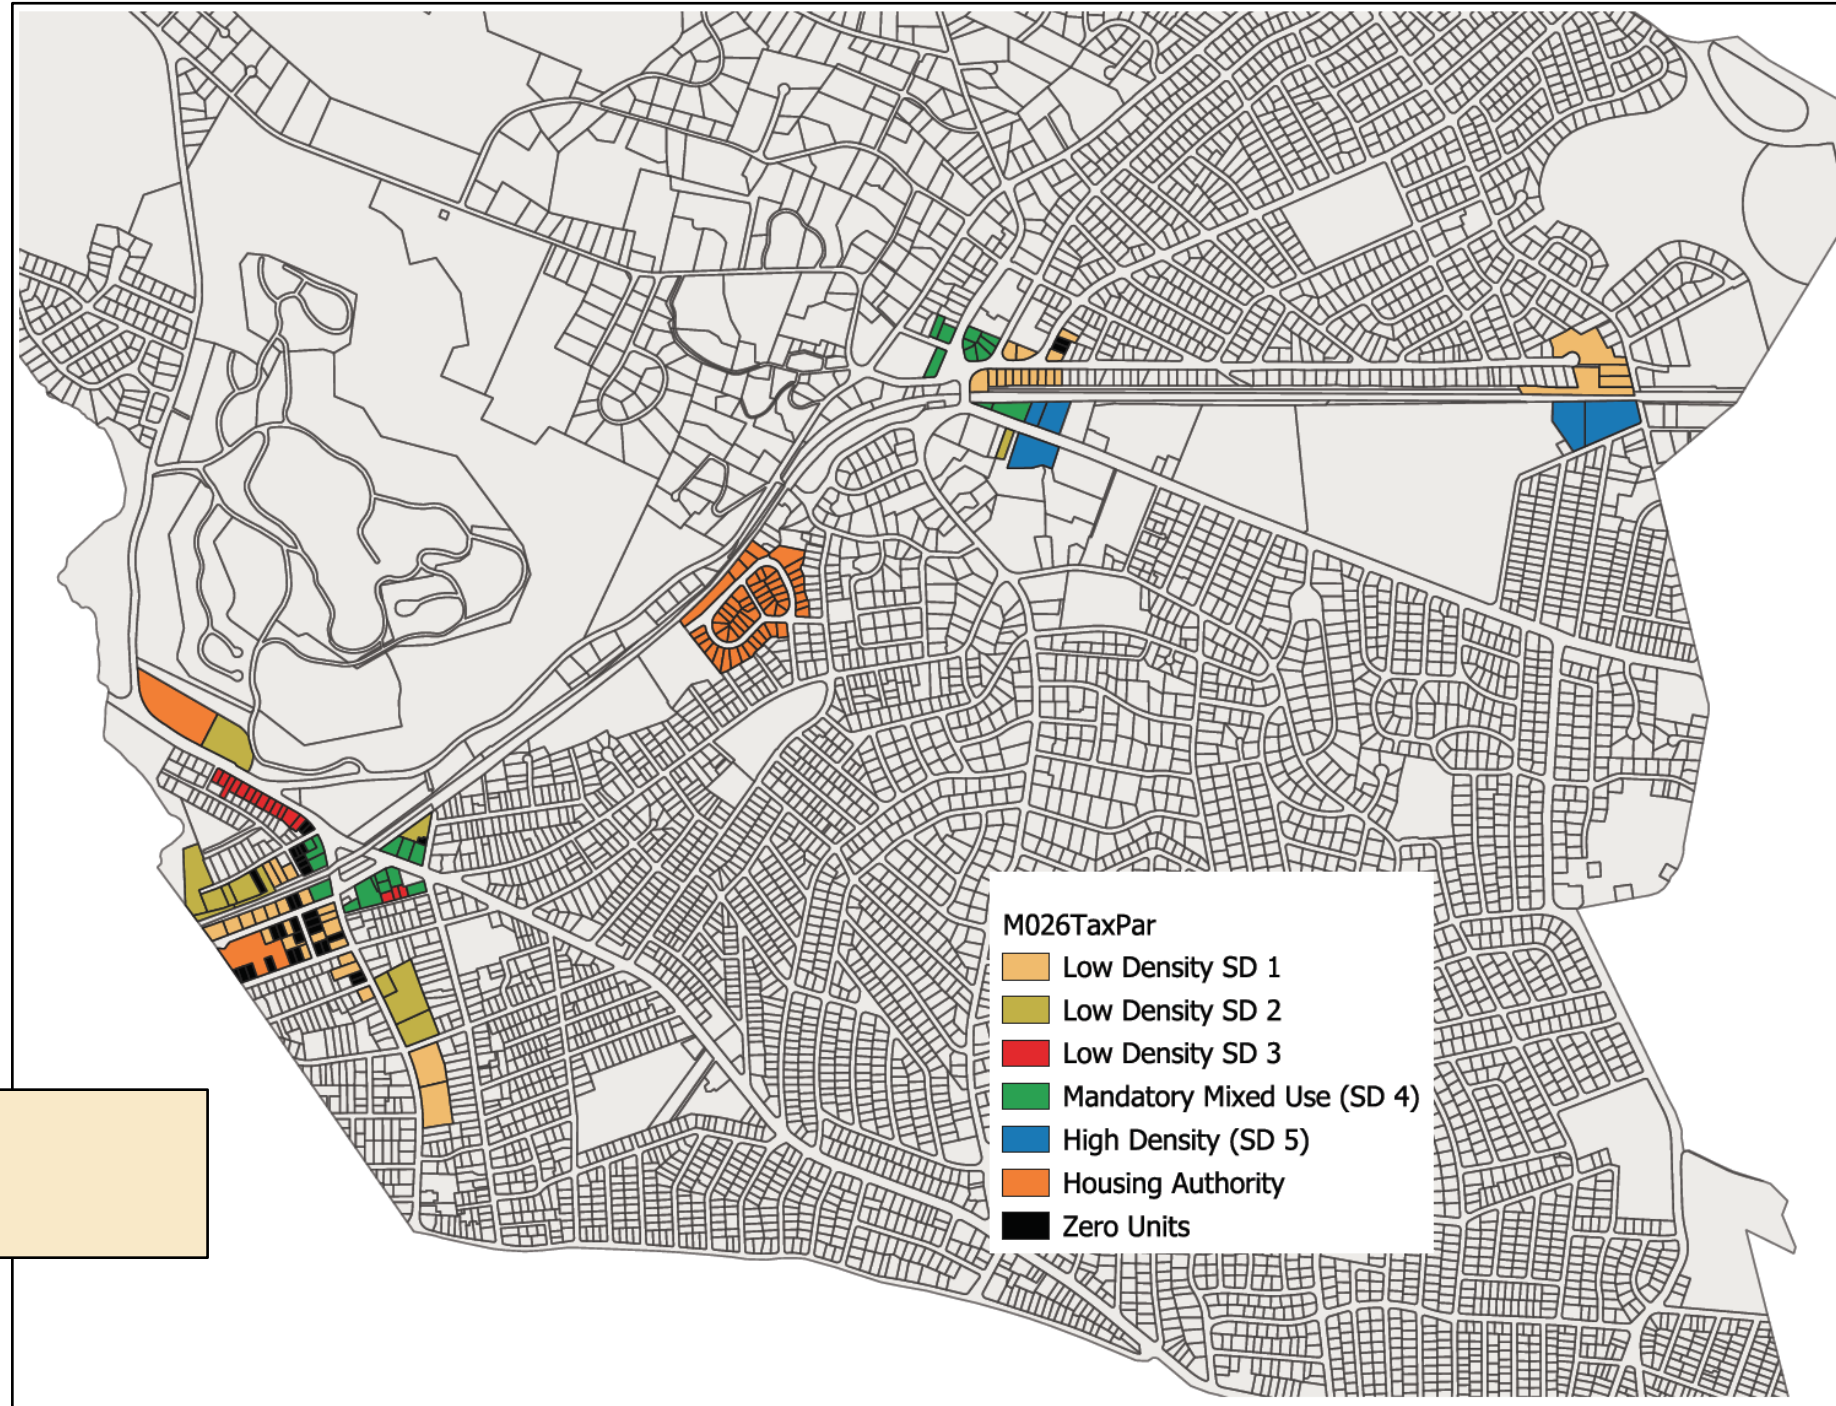 M026TaxPar
Low Density SD 1
Low Density SD 2
Low Density SD 3
Mandatory Mixed Use (SD 4)
High Density (SD 5)
Housing Authority
Zero Units